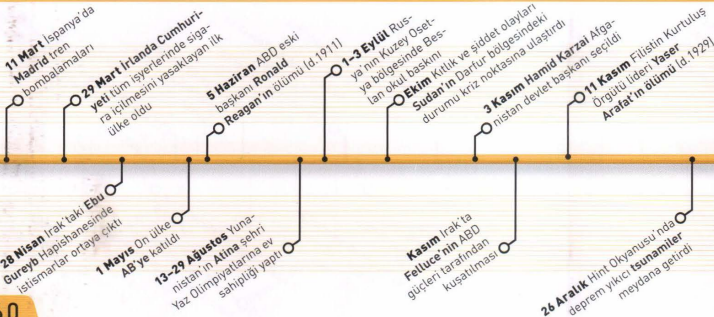 11 Mart İspanya'da
Madrid tren
bombalamaları
29 Mart İrlanda Cumhuri-
yeti tüm işyerlerinde siga-
ra içilmesini yasaklayan ilk
ülke oldu
5 Haziran ABD eski
başkanı Ronald
Reagan'ın ölümü (d.1911)
1–3 Eylül Rus-
ya'nın Kuzey Oset-
ya bölgesinde Bes-
lan okul baskını
Ekim Kıtlık ve şiddet olayları
Sudan'ın Darfur bölgesindeki
durumu kriz noktasına ulaştırdı
3 Kasım Hamid Karzai Afga-
nistan devlet başkanı seçildi
11 Kasım Filistin Kurtuluş
Örgütü lideri Yaser
Arafat'ın ölümü (d.1929)
28 Nisan Irak'taki Ebu
Gureyb Hapishanesinde
istismarlar ortaya çıktı
1 Mayıs On ülke
AB'ye katıldı
13–29 Ağustos Yuna-
nistan'ın Atina şehri
Yaz Olimpiyatlarına ev
sahipliği yaptı
Kasım Irak'ta
Felluce'nin ABD
güçleri tarafından
kuşatılması
26 Aralık Hint Okyanusu'nda
deprem yıkıcı tsunamiler
meydana getirdi